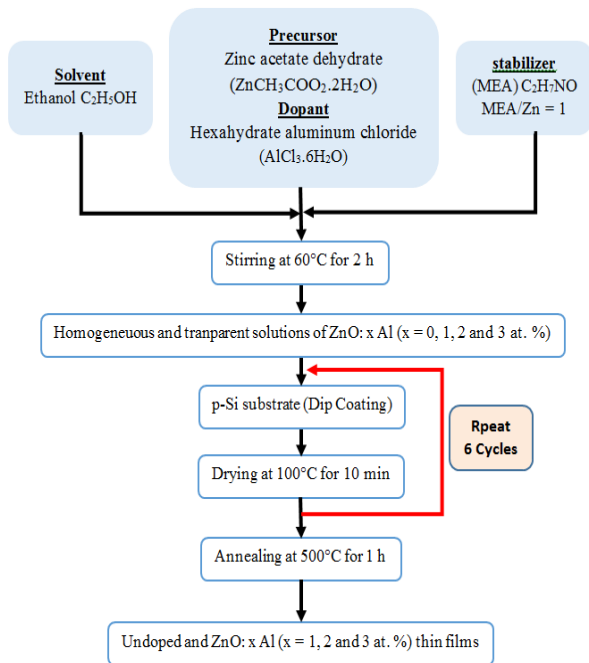 Solvent
Ethanol C₂H₅OH
Precursor
Zinc acetate dehydrate
(ZnCH₃COO₂.2H₂O)
Dopant
Hexahydrate aluminum chloride
(AlCl₃.6H₂O)
stabilizer
(MEA) C₂H₇NO
MEA/Zn = 1
Stirring at 60°C for 2 h
Homogeneuous and tranparent solutions of ZnO: x Al (x = 0, 1, 2 and 3 at. %)
p-Si substrate (Dip Coating)
Rpeat
6 Cycles
Drying at 100°C for 10 min
Annealing at 500°C for 1 h
Undoped and ZnO: x Al (x = 1, 2 and 3 at. %) thin films